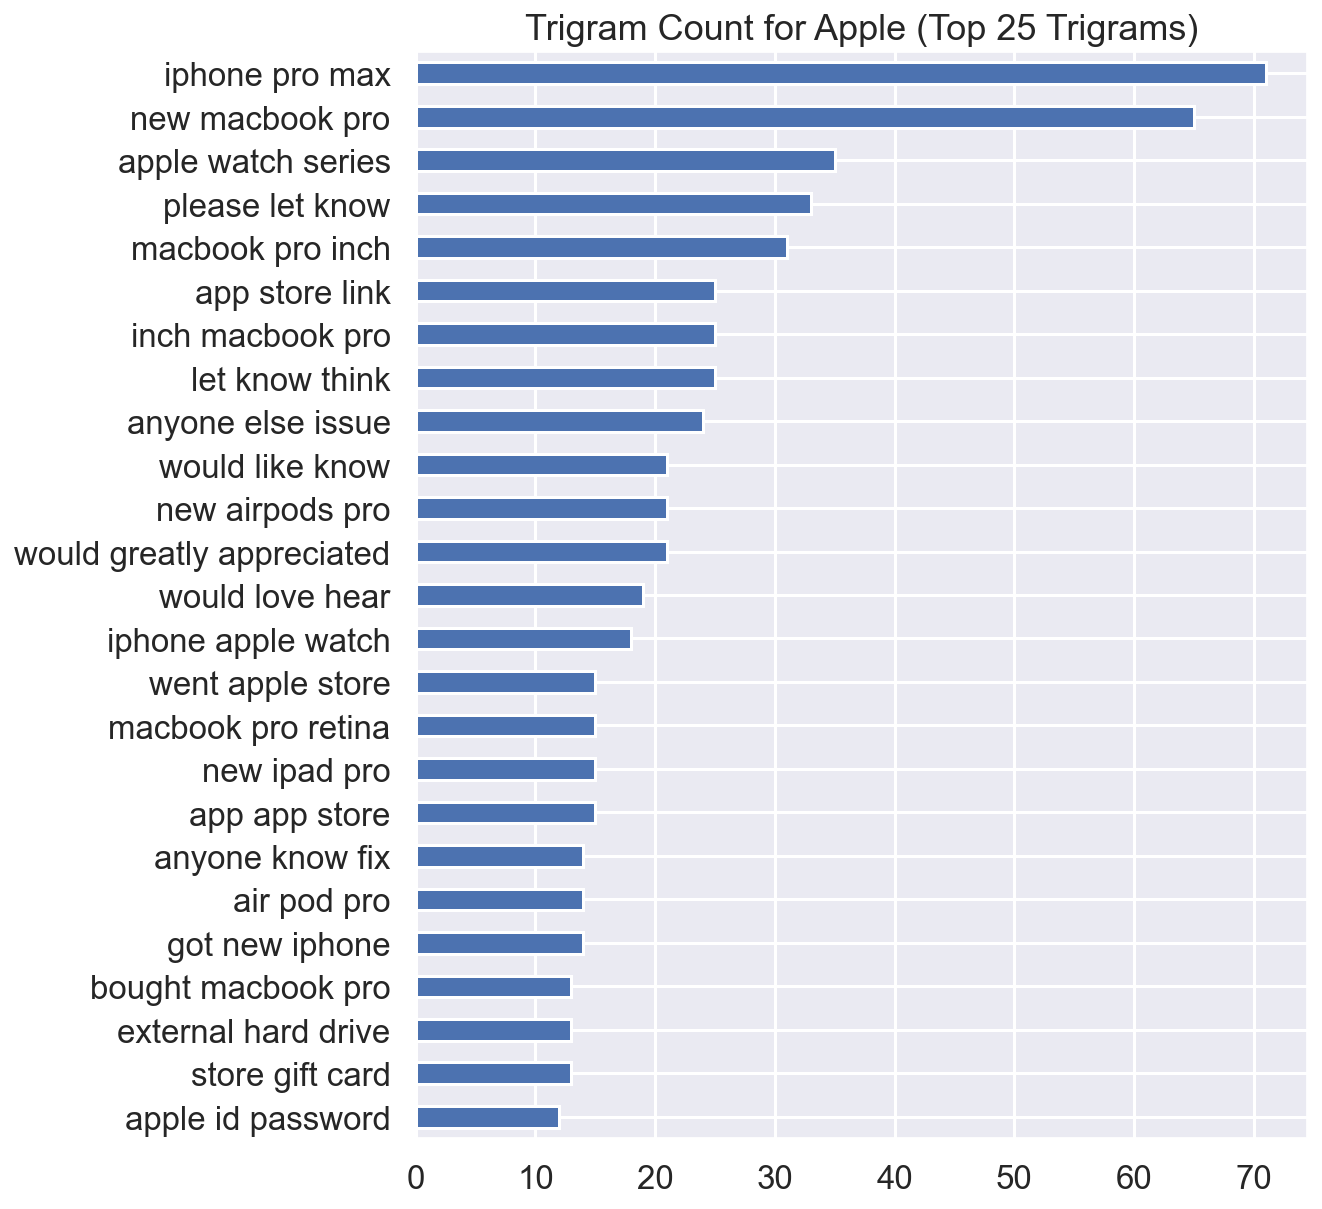 Trigram Count for Apple (Top 25 Trigrams)
iphone pro max
new macbook pro
apple watch series
please let know
macbook pro inch
app store link
inch macbook pro
let know think
anyone else issue
would like know
new airpods pro
would greatly appreciated
would love hear
iphone apple watch
went apple store
macbook pro retina
new ipad pro
app app store
anyone know fix
air pod pro
got new iphone
bought macbook pro
external hard drive
store gift card
apple id password
0 10 20 30 40 50 60 70